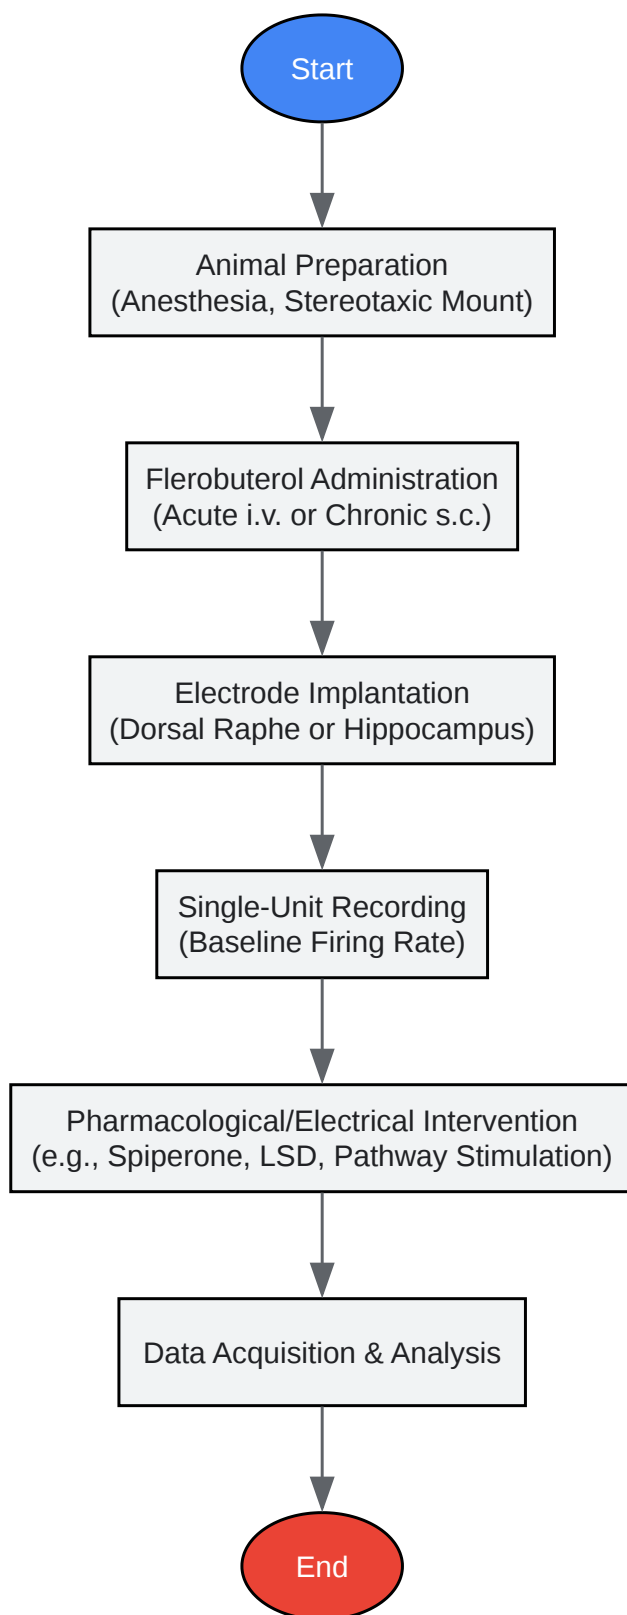 Start
Animal Preparation
(Anesthesia, Stereotaxic Mount)
Flerobuterol Administration
(Acute i.v. or Chronic s.c.)
Electrode Implantation
(Dorsal Raphe or Hippocampus)
Single-Unit Recording
(Baseline Firing Rate)
Pharmacological/Electrical Intervention
(e.g., Spiperone, LSD, Pathway Stimulation)
Data Acquisition & Analysis
End